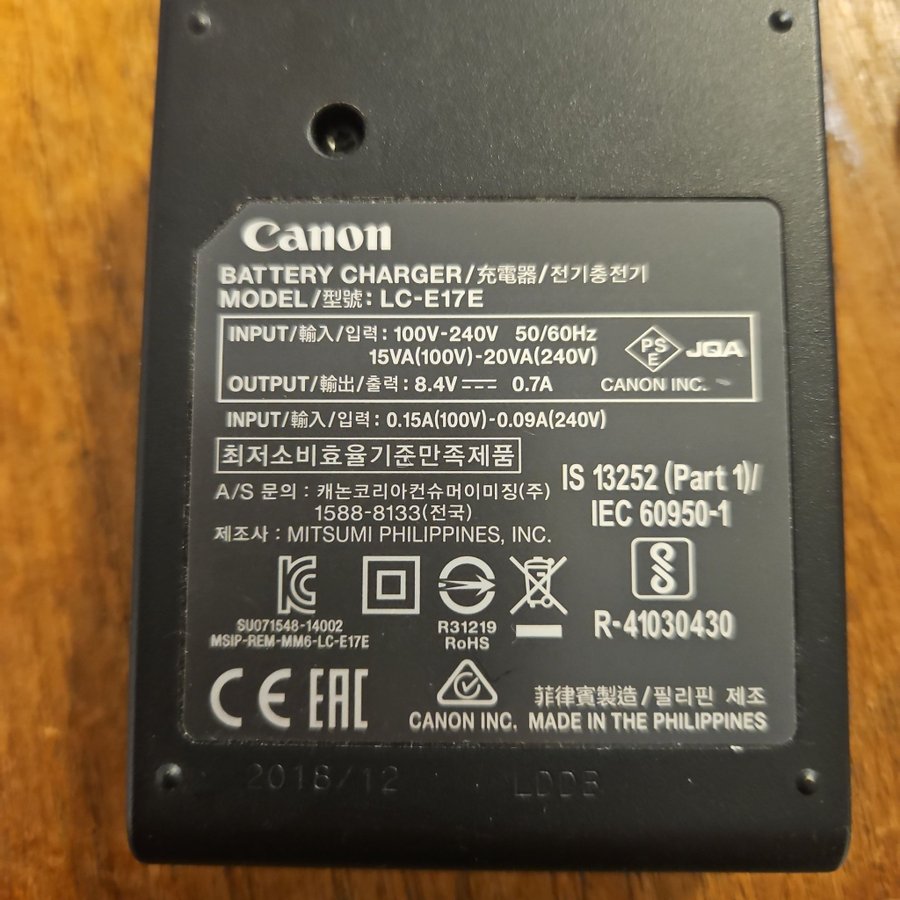 Canon
BATTERY CHARGER/充電器/전기충전기
MODEL/型號: LC-E17E
INPUT/輸入/입력: 100V-240V 50/60Hz
15VA(100V)-20VA(240V)
OUTPUT/輸出/출력: 8.4V⎓ 0.7A
PS
E
JQA
CANON INC.
INPUT/輸入/입력: 0.15A(100V)-0.09A(240V)
최저소비효율기준만족제품
A/S 문의 : 캐논코리아컨슈머이미징(주)
1588-8133(전국)
제조사 : MITSUMI PHILIPPINES, INC.
IS 13252 (Part 1)/
IEC 60950-1
R-41030430
SU071548-14002
MSIP-REM-MM6-LC-E17E
R31219
RoHS
CE EAC
CANON INC.
菲律賓製造/필리핀 제조
MADE IN THE PHILIPPINES
2018/12 LDDB